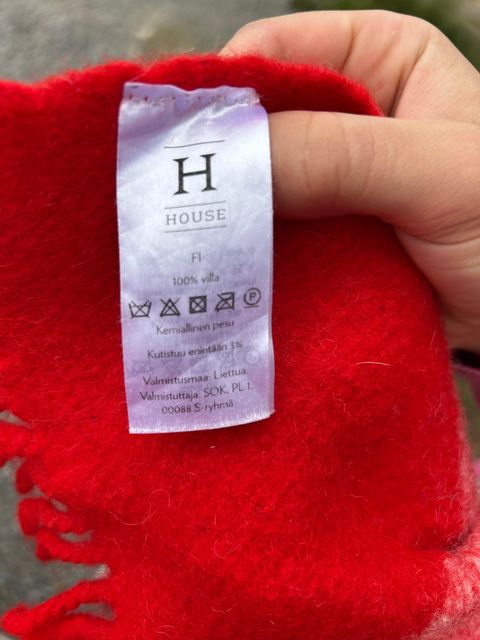 H
HOUSE
FI
100% villa
P
Kemiallinen pesu
Kutistuu enintään 3%
Valmistusmaa: Liettua.
Valmistuttaja: SOK, PL 1,
00088 S-ryhmä